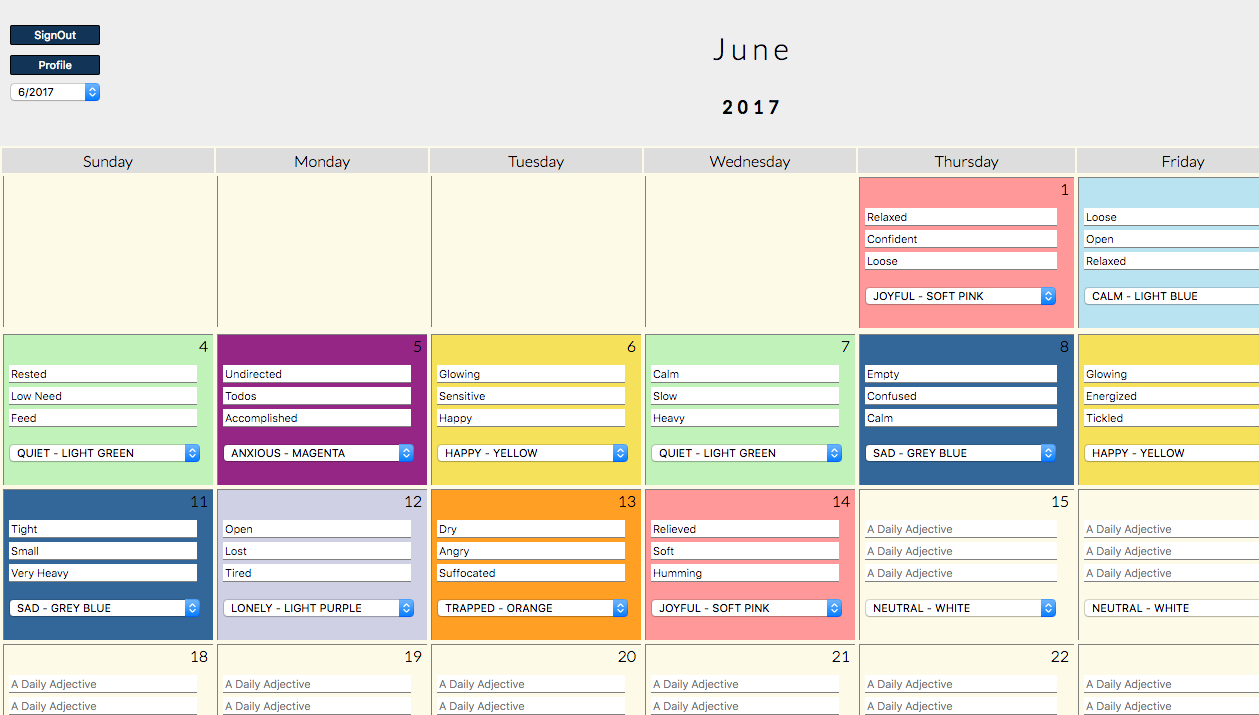 SignOut
Profile
6/2017
June
2017
Sunday Monday Tuesday Wednesday Thursday Friday
1
Relaxed Loose
Confident Open
Loose Relaxed
JOYFUL - SOFT PINK CALM - LIGHT BLUE
4 5 6 7 8
Rested Undirected Glowing Calm Empty Glowing
Low Need Todos Sensitive Slow Confused Energized
Feed Accomplished Happy Heavy Calm Tickled
QUIET - LIGHT GREEN ANXIOUS - MAGENTA HAPPY - YELLOW QUIET - LIGHT GREEN SAD - GREY BLUE HAPPY - YELLOW
11 12 13 14 15
Tight Open Dry Relieved A Daily Adjective A Daily Adjective
Small Lost Angry Soft A Daily Adjective A Daily Adjective
Very Heavy Tired Suffocated Humming A Daily Adjective A Daily Adjective
SAD - GREY BLUE LONELY - LIGHT PURPLE TRAPPED - ORANGE JOYFUL - SOFT PINK NEUTRAL - WHITE NEUTRAL - WHITE
18 19 20 21 22
A Daily Adjective A Daily Adjective A Daily Adjective A Daily Adjective A Daily Adjective A Daily Adjective
A Daily Adjective A Daily Adjective A Daily Adjective A Daily Adjective A Daily Adjective A Daily Adjective